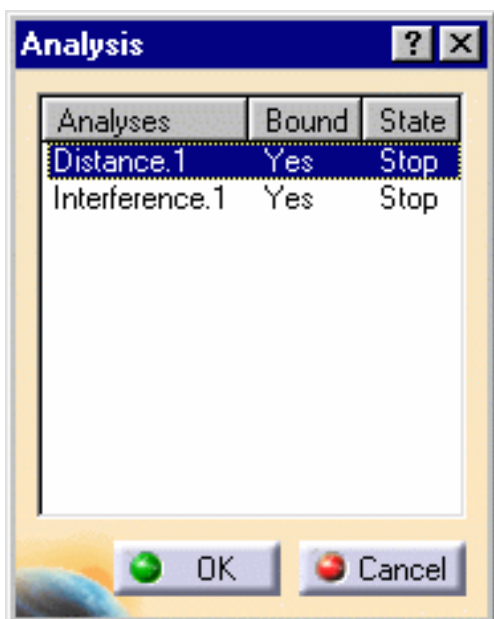 Analysis ? X
Analyses Bound State
Distance.1 Yes Stop
Interference.1 Yes Stop
OK Cancel